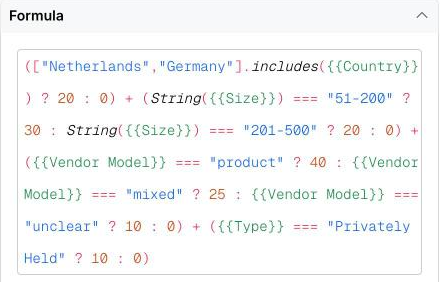 Formula
(["Netherlands","Germany"].includes({{Country}}
) ? 20 : 0) + (String({{Size}}) === "51-200" ?
30 : String({{Size}}) === "201-500" ? 20 : 0) +
({{Vendor Model}} === "product" ? 40 : {{Vendor
Model}} === "mixed" ? 25 : {{Vendor Model}} ===
"unclear" ? 10 : 0) + ({{Type}} === "Privately
Held" ? 10 : 0)